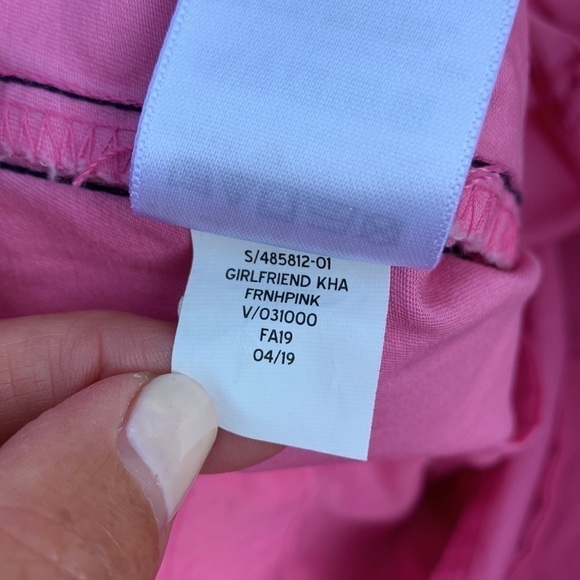 S/485812-01
GIRLFRIEND KHA
FRNHPINK
V/031000
FA19
04/19